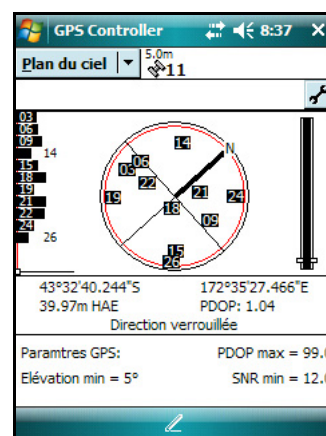 GPS Controller 8:37
5.0m
Plan du ciel 11
03
06
09
14
15
18
19
21
22
24
26
14
N
06
03
22
19
21
24
18
09
15
26
43°32'40.244"S 172°35'27.466"E
39.97m HAE PDOP: 1.04
Direction verrouillée
Paramtres GPS: PDOP max = 99.0
Elévation min = 5° SNR min = 12.0